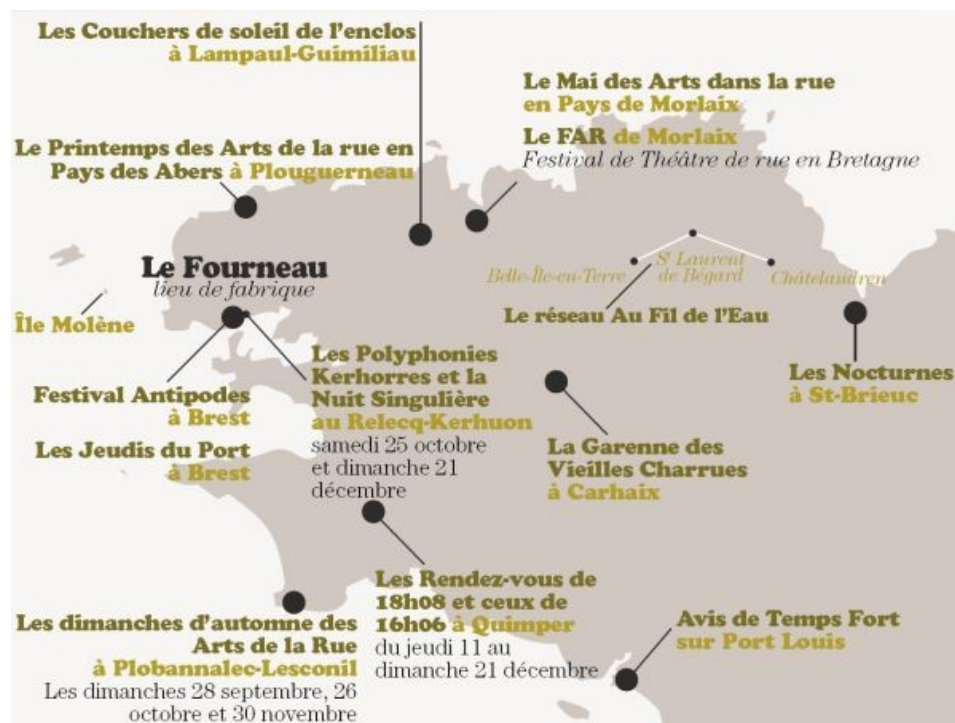 Les Couchers de soleil de l'enclos
à Lampaul-Guimiliau
Le Mai des Arts dans la rue
en Pays de Morlaix
Le FAR de Morlaix
Festival de Théâtre de rue en Bretagne
Le Printemps des Arts de la rue en
Pays des Abers à Plouguerneau
Le Fourneau
lieu de fabrique
Belle-Île-en-Terre
St Laurent
de Bégard
Châtelaudren
Île Molène
Le réseau Au Fil de l'Eau
Les Polyphonies
Kerhorres et la
Nuit Singulière
au Relecq-Kerhuon
samedi 25 octobre
et dimanche 21
décembre
Festival Antipodes
à Brest
Les Jeudis du Port
à Brest
Les Nocturnes
à St-Brieuc
La Garenne des
Vieilles Charrues
à Carhaix
Les Rendez-vous de
18h08 et ceux de
16h06 à Quimper
du jeudi 11 au
dimanche 21 décembre
Les dimanches d'automne des
Arts de la Rue
à Plobannalec-Lesconil
Les dimanches 28 septembre, 26
octobre et 30 novembre
Avis de Temps Fort
sur Port Louis